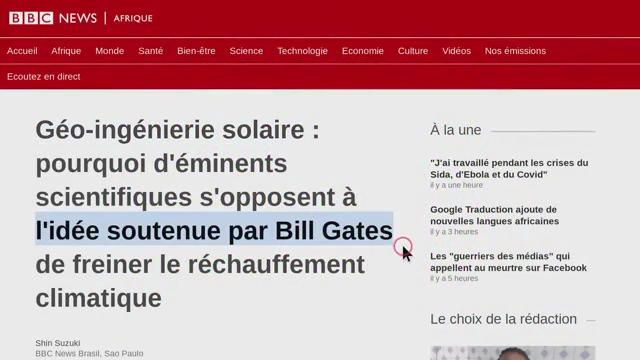 BBC NEWS | AFRIQUE
Accueil Afrique Monde Santé Bien-être Science Technologie Economie Culture Vidéos Nos émissions
Ecoutez en direct
Géo-ingénierie solaire :
pourquoi d'éminents
scientifiques s'opposent à
l'idée soutenue par Bill Gates
de freiner le réchauffement
climatique
Shin Suzuki
BBC News Brasil, Sao Paulo
À la une
"J'ai travaillé pendant les crises du
Sida, d'Ebola et du Covid"
il y a une heure
Google Traduction ajoute de
nouvelles langues africaines
il y a 3 heures
Les "guerriers des médias" qui
appellent au meurtre sur Facebook
il y a 5 heures
Le choix de la rédaction